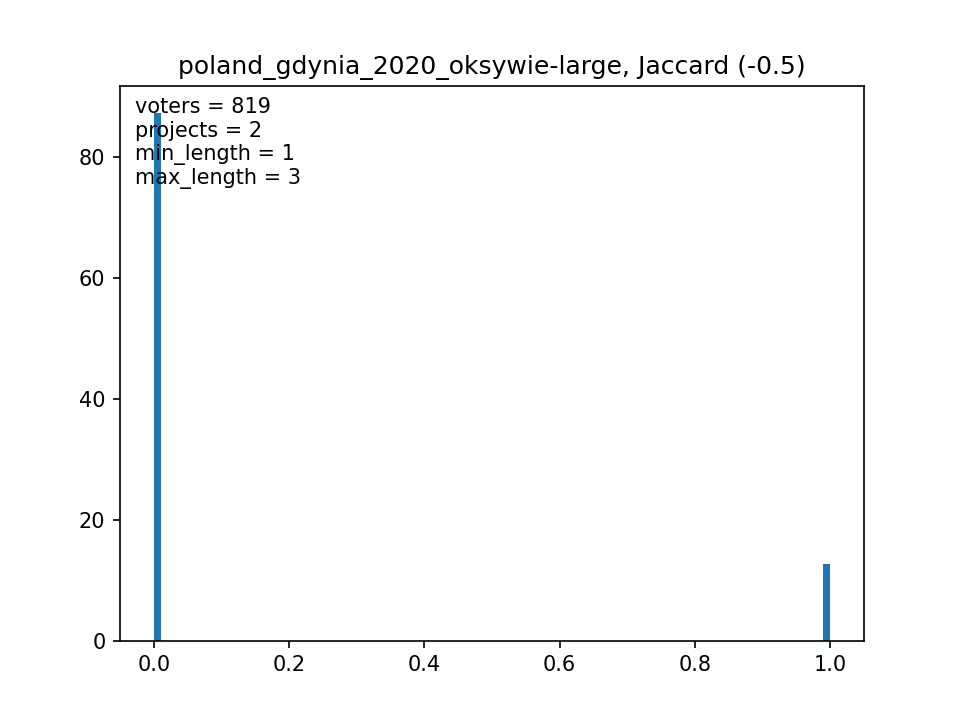 poland_gdynia_2020_oksywie-large, Jaccard (-0.5)
voters = 819
projects = 2
min_length = 1
max_length = 3
80
60
40
20
0
0.0 0.2 0.4 0.6 0.8 1.0